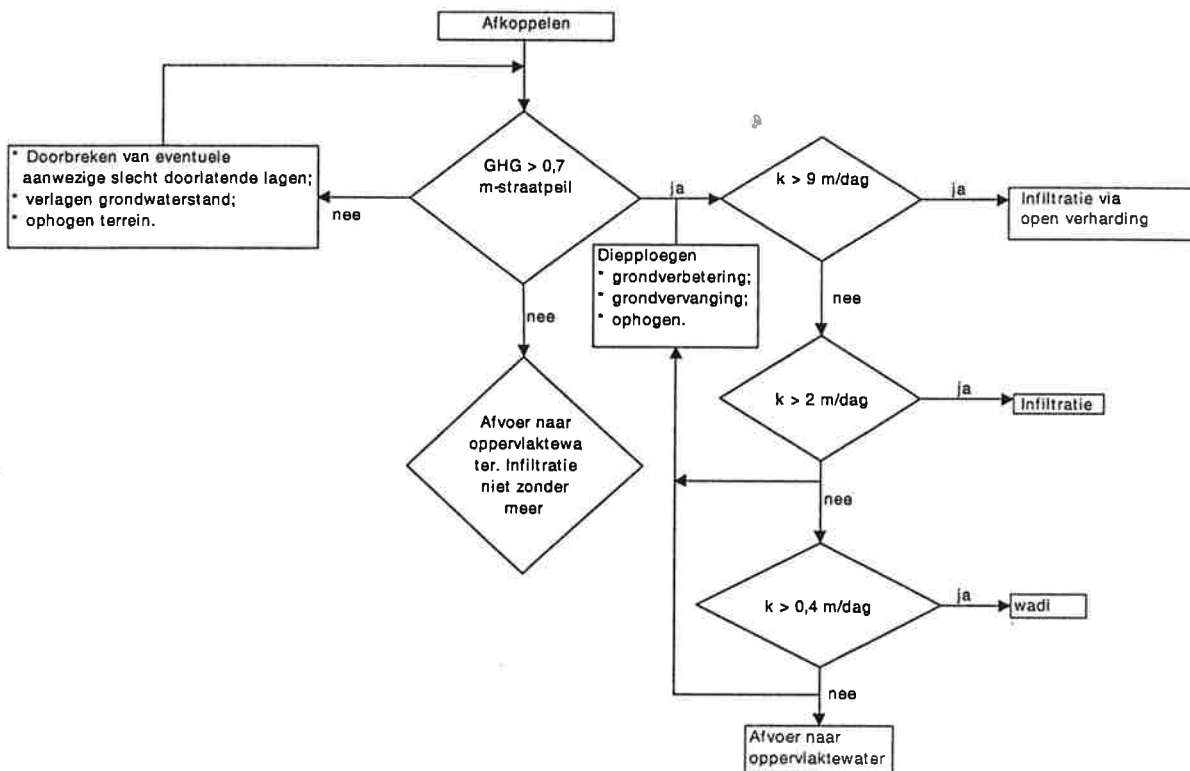 Afkoppelen
GHG > 0,7
m-straatpeil
* Doorbreken van eventuele
aanwezige slecht doorlatende lagen;
* verlagen grondwaterstand;
* ophogen terrein.
nee
ja
k > 9 m/dag
ja
Infiltratie via
open verharding
Diepploegen
* grondverbetering;
* grondvervanging;
* ophogen.
nee
nee
Afvoer naar
oppervlaktewa
ter. Infiltratie
niet zonder
meer
k > 2 m/dag
ja
Infiltratie
nee
k > 0,4 m/dag
ja
wadi
nee
Afvoer naar
oppervlaktewater